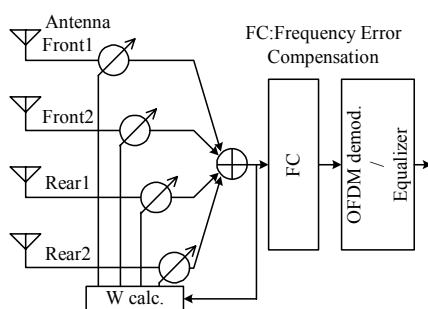 Antenna
Front1
FC:Frequency Error
Compensation
Front2
Rear1
Rear2
W calc.
FC
OFDM demod.
/
Equalizer